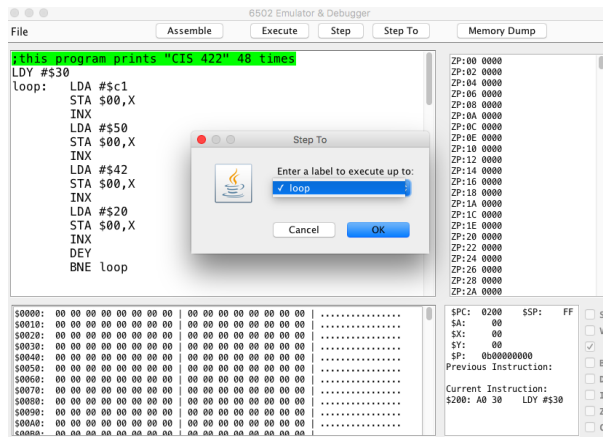 6502 Emulator & Debugger
File Assemble Execute Step Step To Memory Dump
;this program prints "CIS 422" 48 times
LDY #$30
loop: LDA #$c1
STA $00,X
INX
LDA #$50
STA $00,X
INX
LDA #$42
STA $00,X
INX
LDA #$20
STA $00,X
INX
DEY
BNE loop
Step To
Enter a label to execute up to:
✓ loop
Cancel OK
ZP:00 0000
ZP:02 0000
ZP:04 0000
ZP:06 0000
ZP:08 0000
ZP:0A 0000
ZP:0C 0000
ZP:0E 0000
ZP:10 0000
ZP:12 0000
ZP:14 0000
ZP:16 0000
ZP:18 0000
ZP:1A 0000
ZP:1C 0000
ZP:1E 0000
ZP:20 0000
ZP:22 0000
ZP:24 0000
ZP:26 0000
ZP:28 0000
ZP:2A 0000
$0000: 00 00 00 00 00 00 00 00 | 00 00 00 00 00 00 00 00 | ................
$0010: 00 00 00 00 00 00 00 00 | 00 00 00 00 00 00 00 00 | ................
$0020: 00 00 00 00 00 00 00 00 | 00 00 00 00 00 00 00 00 | ................
$0030: 00 00 00 00 00 00 00 00 | 00 00 00 00 00 00 00 00 | ................
$0040: 00 00 00 00 00 00 00 00 | 00 00 00 00 00 00 00 00 | ................
$0050: 00 00 00 00 00 00 00 00 | 00 00 00 00 00 00 00 00 | ................
$0060: 00 00 00 00 00 00 00 00 | 00 00 00 00 00 00 00 00 | ................
$0070: 00 00 00 00 00 00 00 00 | 00 00 00 00 00 00 00 00 | ................
$0080: 00 00 00 00 00 00 00 00 | 00 00 00 00 00 00 00 00 | ................
$0090: 00 00 00 00 00 00 00 00 | 00 00 00 00 00 00 00 00 | ................
$00A0: 00 00 00 00 00 00 00 00 | 00 00 00 00 00 00 00 00 | ................
$00B0: 00 00 00 00 00 00 00 00 | 00 00 00 00 00 00 00 00 | ................
$PC: 0200 $SP: FF
$A: 00
$X: 00
$Y: 00
$P: 0b00000000
Previous Instruction:
Current Instruction:
$200: A0 30 LDY #$30